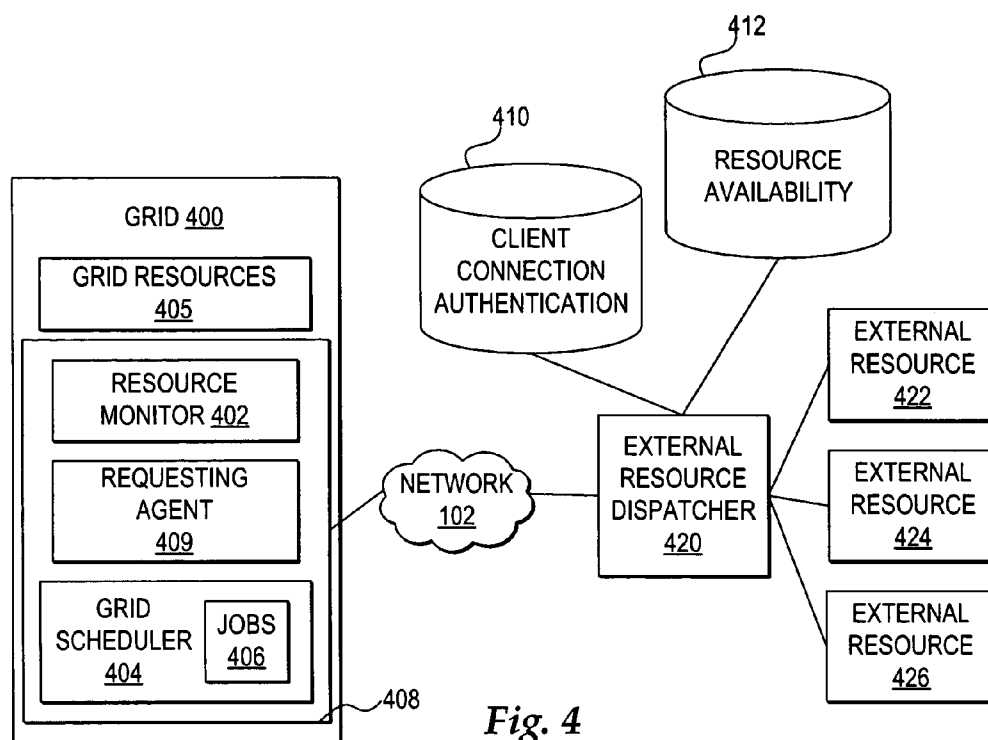 412
410
RESOURCE
AVAILABILITY
CLIENT
CONNECTION
AUTHENTICATION
GRID 400
GRID RESOURCES
405
RESOURCE
MONITOR 402
REQUESTING
AGENT
409
GRID
SCHEDULER
404
JOBS
406
408
NETWORK
102
EXTERNAL
RESOURCE
DISPATCHER
420
EXTERNAL
RESOURCE
422
EXTERNAL
RESOURCE
424
EXTERNAL
RESOURCE
426
Fig. 4